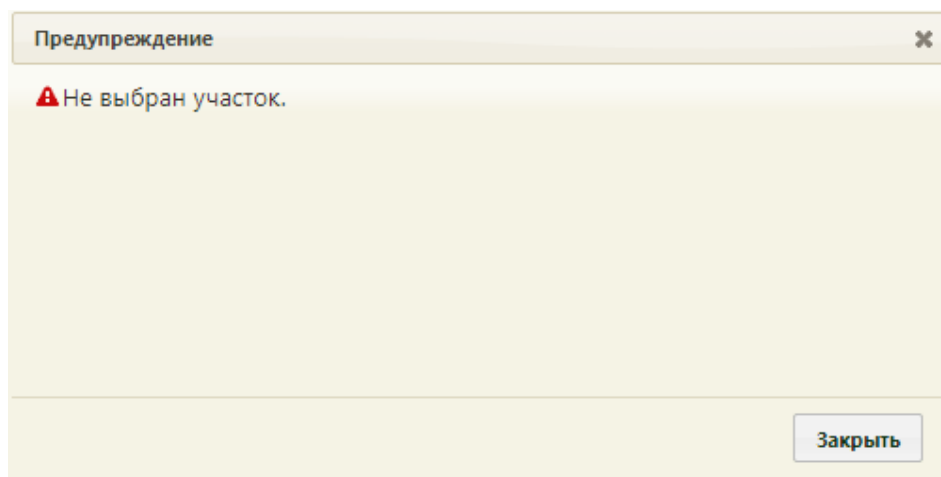 Предупреждение
Не выбран участок.
Закрыть